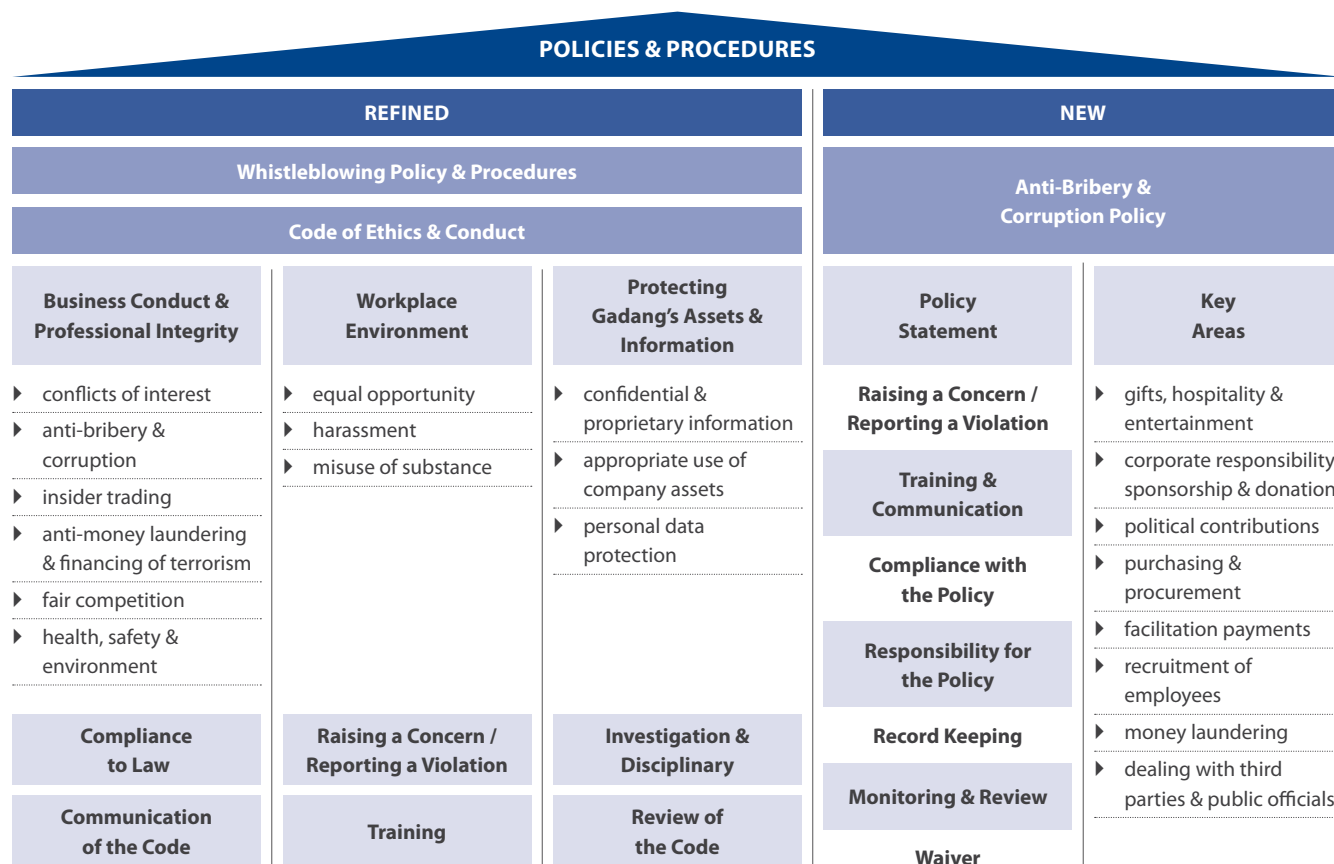 POLICIES & PROCEDURES
REFINED
Whistleblowing Policy & Procedures
Code of Ethics & Conduct
Business Conduct &
Professional Integrity
conflicts of interest
anti-bribery &
corruption
insider trading
anti-money laundering
& financing of terrorism
fair competition
health, safety &
environment
Workplace
Environment
equal opportunity
harassment
misuse of substance
Protecting
Gadang's Assets &
Information
confidential &
proprietary information
appropriate use of
company assets
personal data
protection
Compliance
to Law
Raising a Concern /
Reporting a Violation
Investigation &
Disciplinary
Communication
of the Code
Training
Review of
the Code
NEW
Anti-Bribery &
Corruption Policy
Policy
Statement
Raising a Concern /
Reporting a Violation
Training &
Communication
Compliance with
the Policy
Responsibility for
the Policy
Record Keeping
Monitoring & Review
Waiver
Key
Areas
gifts, hospitality &
entertainment
corporate responsibility
sponsorship & donation
political contributions
purchasing &
procurement
facilitation payments
recruitment of
employees
money laundering
dealing with third
parties & public officials